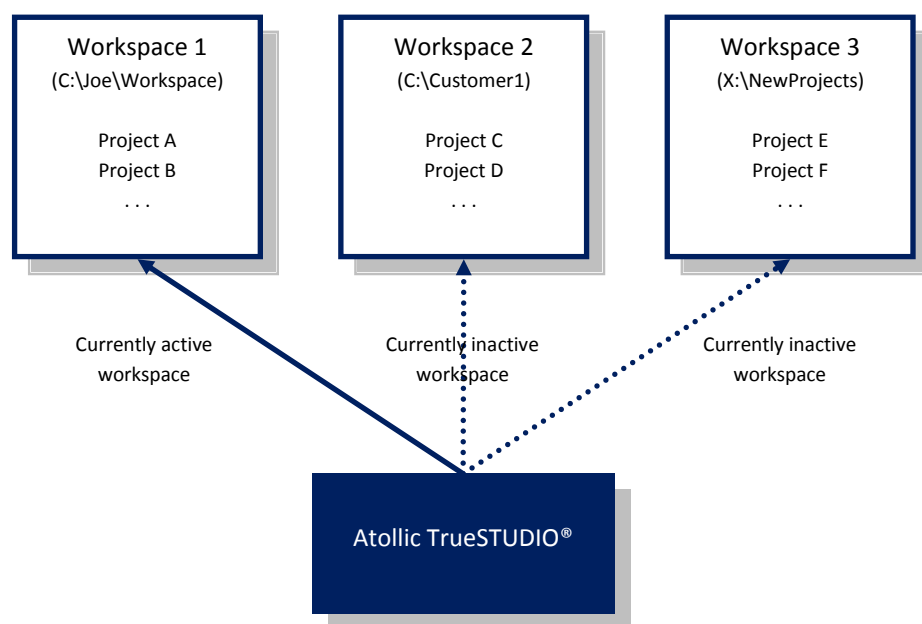 Workspace 1
(C:\Joe\Workspace)
Project A
Project B
. . .
Workspace 2
(C:\Customer1)
Project C
Project D
. . .
Workspace 3
(X:\NewProjects)
Project E
Project F
. . .
Currently active
workspace
Currently inactive
workspace
Currently inactive
workspace
Atollic TrueSTUDIO®